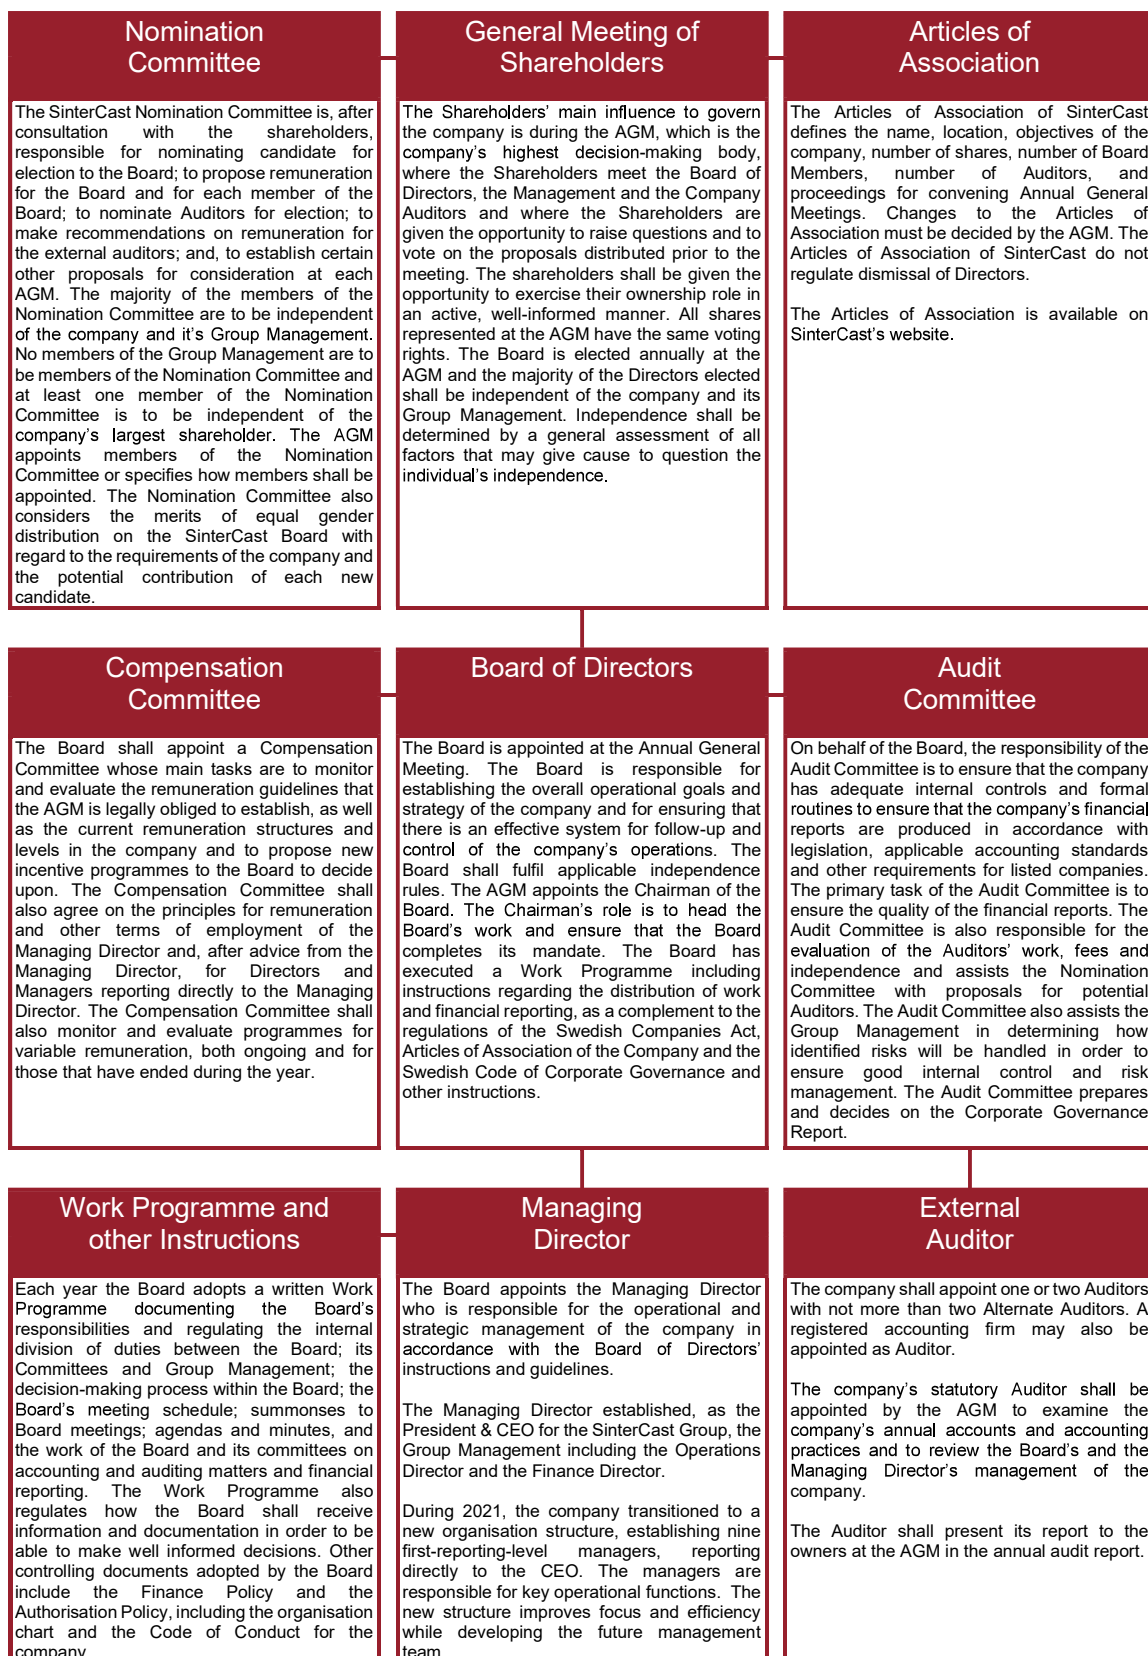 Nomination
Committee
The SinterCast Nomination Committee is, after
consultation with the shareholders,
responsible for nominating candidate for
election to the Board; to propose remuneration
for the Board and for each member of the
Board; to nominate Auditors for election; to
make recommendations on remuneration for
the external auditors; and, to establish certain
other proposals for consideration at each
AGM. The majority of the members of the
Nomination Committee are to be independent
of the company and it's Group Management.
No members of the Group Management are to
be members of the Nomination Committee and
at least one member of the Nomination
Committee is to be independent of the
company's largest shareholder. The AGM
appoints members of the Nomination
Committee or specifies how members shall be
appointed. The Nomination Committee also
considers the merits of equal gender
distribution on the SinterCast Board with
regard to the requirements of the company and
the potential contribution of each new
candidate.
General Meeting of
Shareholders
The Shareholders' main influence to govern
the company is during the AGM, which is the
company's highest decision-making body,
where the Shareholders meet the Board of
Directors, the Management and the Company
Auditors and where the Shareholders are
given the opportunity to raise questions and to
vote on the proposals distributed prior to the
meeting. The shareholders shall be given the
opportunity to exercise their ownership role in
an active, well-informed manner. All shares
represented at the AGM have the same voting
rights. The Board is elected annually at the
AGM and the majority of the Directors elected
shall be independent of the company and its
Group Management. Independence shall be
determined by a general assessment of all
factors that may give cause to question the
individual's independence.
Articles of
Association
The Articles of Association of SinterCast
defines the name, location, objectives of the
company, number of shares, number of Board
Members, number of Auditors, and
proceedings for convening Annual General
Meetings. Changes to the Articles of
Association must be decided by the AGM. The
Articles of Association of SinterCast do not
regulate dismissal of Directors.
The Articles of Association is available on
SinterCast's website.
Compensation
Committee
The Board shall appoint a Compensation
Committee whose main tasks are to monitor
and evaluate the remuneration guidelines that
the AGM is legally obliged to establish, as well
as the current remuneration structures and
levels in the company and to propose new
incentive programmes to the Board to decide
upon. The Compensation Committee shall
also agree on the principles for remuneration
and other terms of employment of the
Managing Director and, after advice from the
Managing Director, for Directors and
Managers reporting directly to the Managing
Director. The Compensation Committee shall
also monitor and evaluate programmes for
variable remuneration, both ongoing and for
those that have ended during the year.
Board of Directors
The Board is appointed at the Annual General
Meeting. The Board is responsible for
establishing the overall operational goals and
strategy of the company and for ensuring that
there is an effective system for follow-up and
control of the company's operations. The
Board shall fulfil applicable independence
rules. The AGM appoints the Chairman of the
Board. The Chairman's role is to head the
Board's work and ensure that the Board
completes its mandate. The Board has
executed a Work Programme including
instructions regarding the distribution of work
and financial reporting, as a complement to the
regulations of the Swedish Companies Act,
Articles of Association of the Company and the
Swedish Code of Corporate Governance and
other instructions.
Audit
Committee
On behalf of the Board, the responsibility of the
Audit Committee is to ensure that the company
has adequate internal controls and formal
routines to ensure that the company's financial
reports are produced in accordance with
legislation, applicable accounting standards
and other requirements for listed companies.
The primary task of the Audit Committee is to
ensure the quality of the financial reports. The
Audit Committee is also responsible for the
evaluation of the Auditors' work, fees and
independence and assists the Nomination
Committee with proposals for potential
Auditors. The Audit Committee also assists the
Group Management in determining how
identified risks will be handled in order to
ensure good internal control and risk
management. The Audit Committee prepares
and decides on the Corporate Governance
Report.
Work Programme and
other Instructions
Each year the Board adopts a written Work
Programme documenting the Board's
responsibilities and regulating the internal
division of duties between the Board; its
Committees and Group Management; the
decision-making process within the Board; the
Board's meeting schedule; summonses to
Board meetings; agendas and minutes, and
the work of the Board and its committees on
accounting and auditing matters and financial
reporting. The Work Programme also
regulates how the Board shall receive
information and documentation in order to be
able to make well informed decisions. Other
controlling documents adopted by the Board
include the Finance Policy and the
Authorisation Policy, including the organisation
chart and the Code of Conduct for the
company.
Managing
Director
The Board appoints the Managing Director
who is responsible for the operational and
strategic management of the company in
accordance with the Board of Directors'
instructions and guidelines.
The Managing Director established, as the
President & CEO for the SinterCast Group, the
Group Management including the Operations
Director and the Finance Director.
During 2021, the company transitioned to a
new organisation structure, establishing nine
first-reporting-level managers, reporting
directly to the CEO. The managers are
responsible for key operational functions. The
new structure improves focus and efficiency
while developing the future management
team.
External
Auditor
The company shall appoint one or two Auditors
with not more than two Alternate Auditors. A
registered accounting firm may also be
appointed as Auditor.
The company's statutory Auditor shall be
appointed by the AGM to examine the
company's annual accounts and accounting
practices and to review the Board's and the
Managing Director's management of the
company.
The Auditor shall present its report to the
owners at the AGM in the annual audit report.